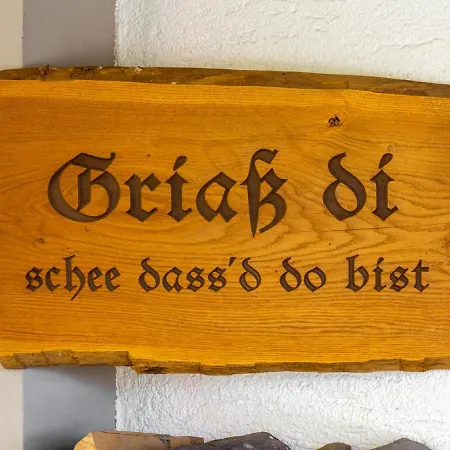 Griaß di
schee dass'd do bist